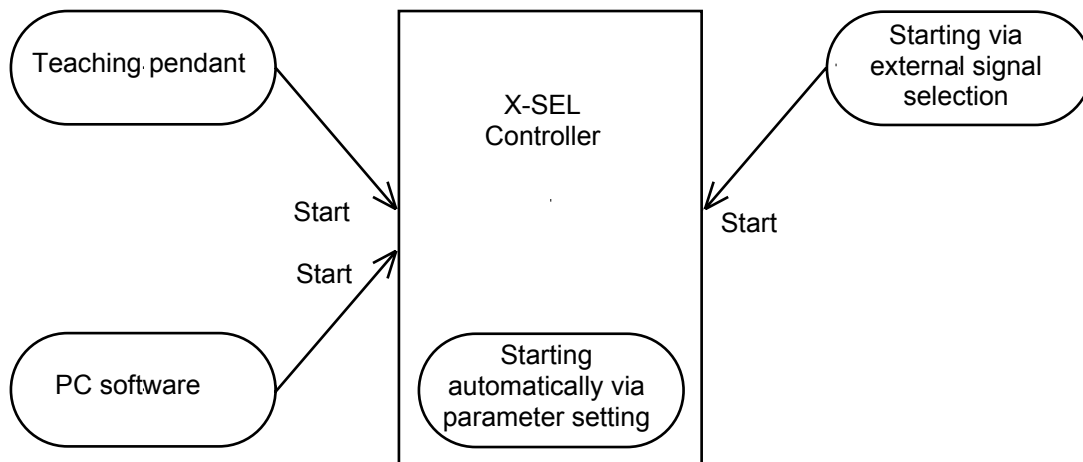 Teaching pendant
X-SEL
Controller
Starting via
external signal
selection
Start
Start
Start
PC software
Starting
automatically via
parameter setting